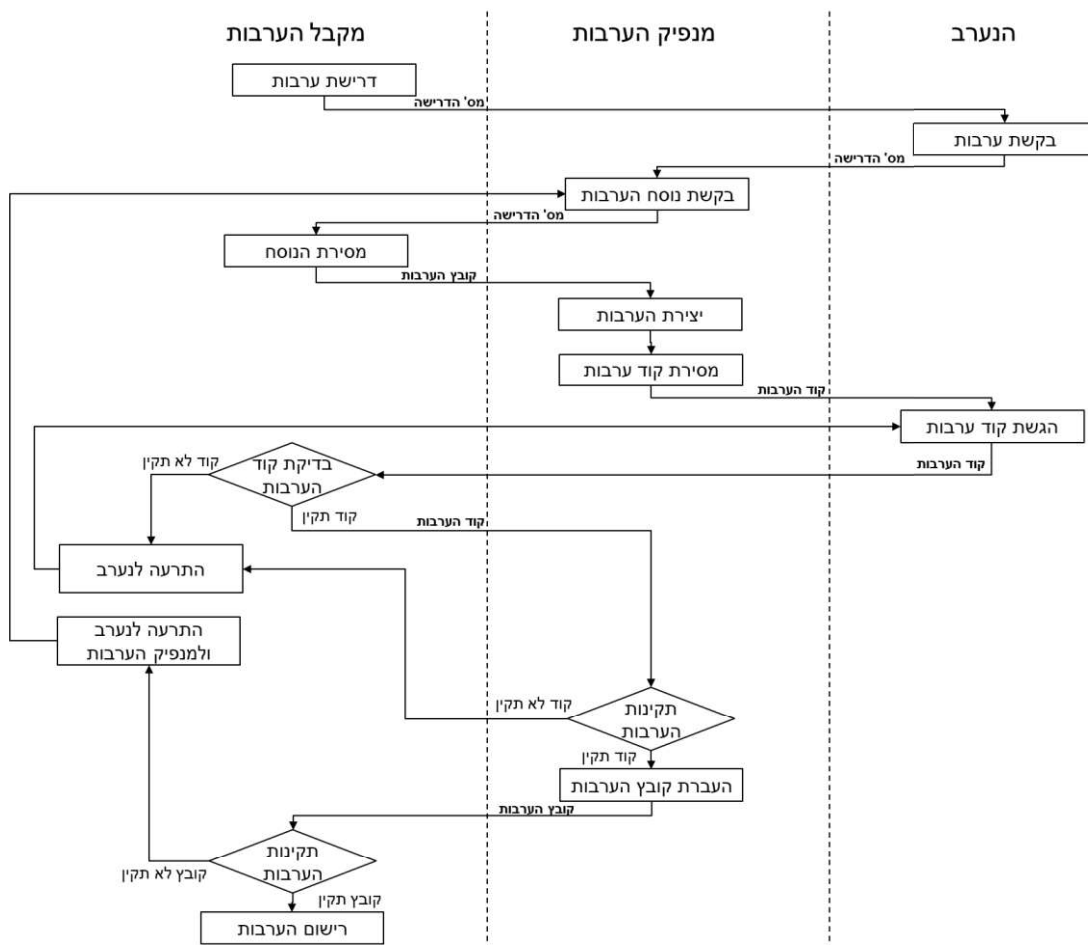 הנערב
מנפיק הערבות
מקבל הערבות
דרישת ערבות
מס' הדרישה
בקשת ערבות
מס' הדרישה
בקשת נוסח הערבות
מס' הדרישה
מסירת הנוסח
קובץ הערבות
יצירת הערבות
מסירת קוד ערבות
קוד הערבות
הגשת קוד ערבות
קוד הערבות
בדיקת קוד
הערבות
קוד לא תקין
קוד תקין
קוד הערבות
התרעה לנערב
התרעה לנערב
ולמנפיק הערבות
תקינות
הערבות
קוד לא תקין
קוד תקין
העברת קובץ הערבות
קובץ הערבות
תקינות
הערבות
קובץ לא תקין
קובץ תקין
רישום הערבות